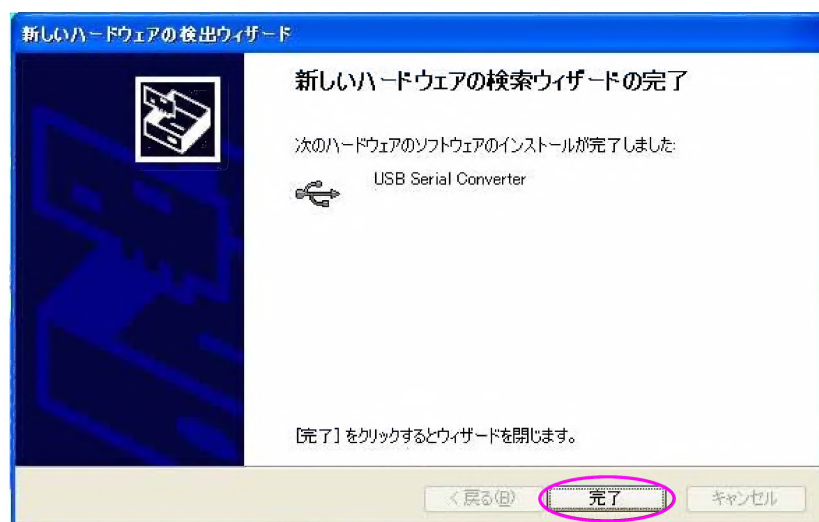 新しいハードウェアの検出ウィザード
新しいハードウェアの検索ウィザードの完了
次のハードウェアのソフトウェアのインストールが完了しました:
USB Serial Converter
[完了] をクリックするとウィザードを閉じます。
< 戻る(B)
完了
キャンセル